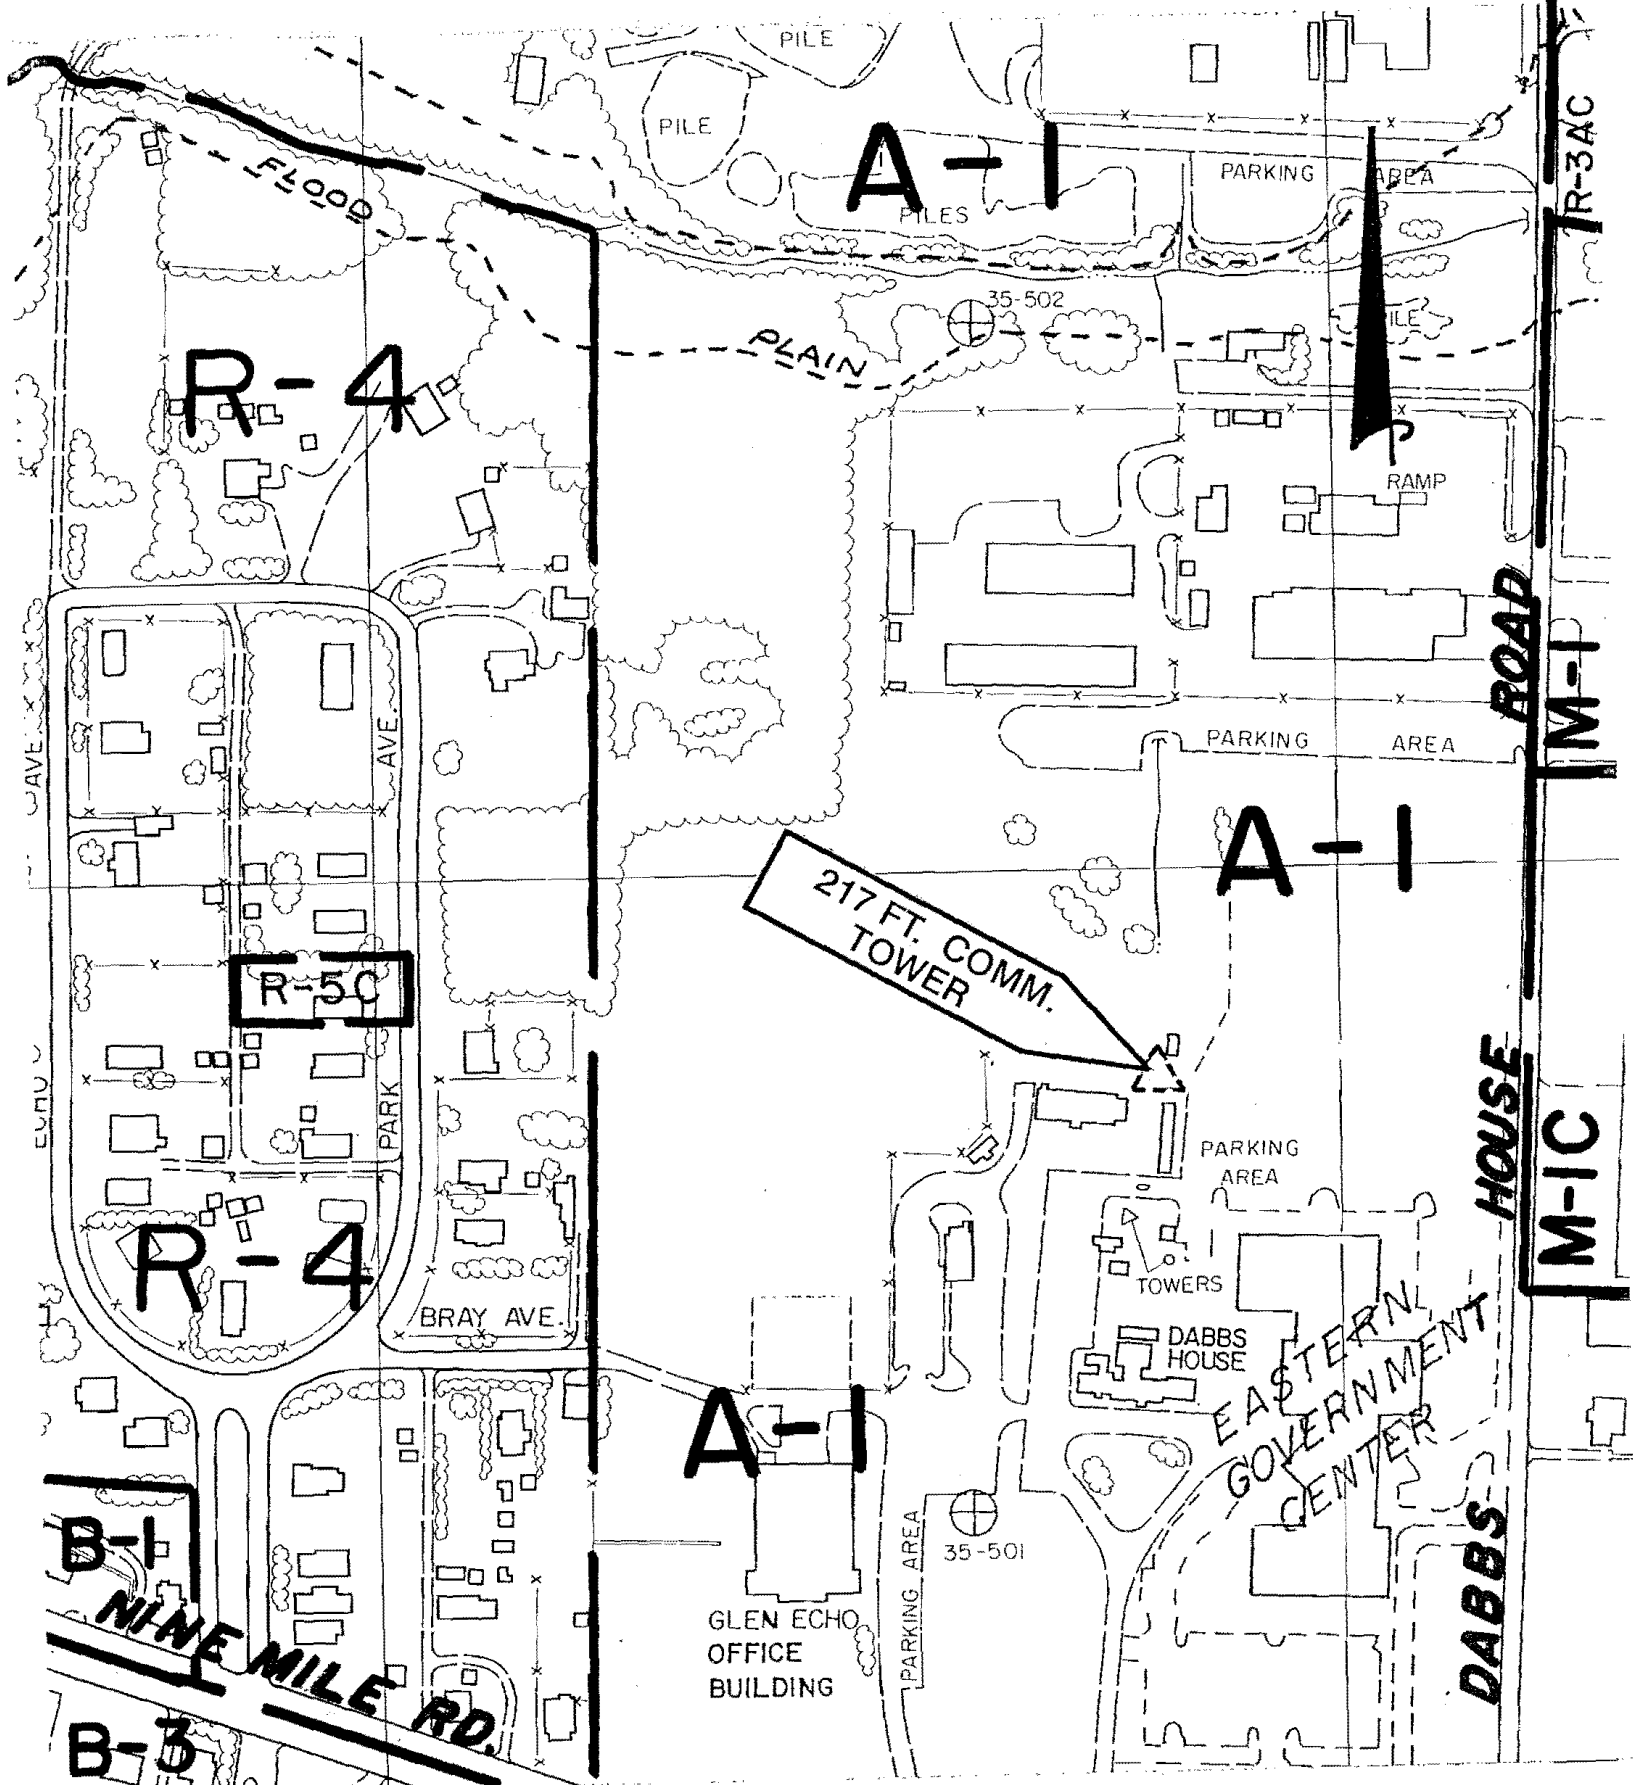 PILE
PILE
A-1
PARKING AREA
R-3AC
PILES
FLOOD
35-502
PLAIN
R-4
RAMP
ROAD
M-1
AVE.
PARKING AREA
A-1
217 FT. COMM.
TOWER
R-5C
PARK
HOUSE
M-1C
PARKING
AREA
R-4
TOWERS
BRAY AVE.
DABBS
HOUSE
EASTERN
GOVERNMENT
CENTER
A-1
B-1
35-501
PARKING AREA
DABBS
NINE MILE RD.
GLEN ECHO
OFFICE
BUILDING
B-3